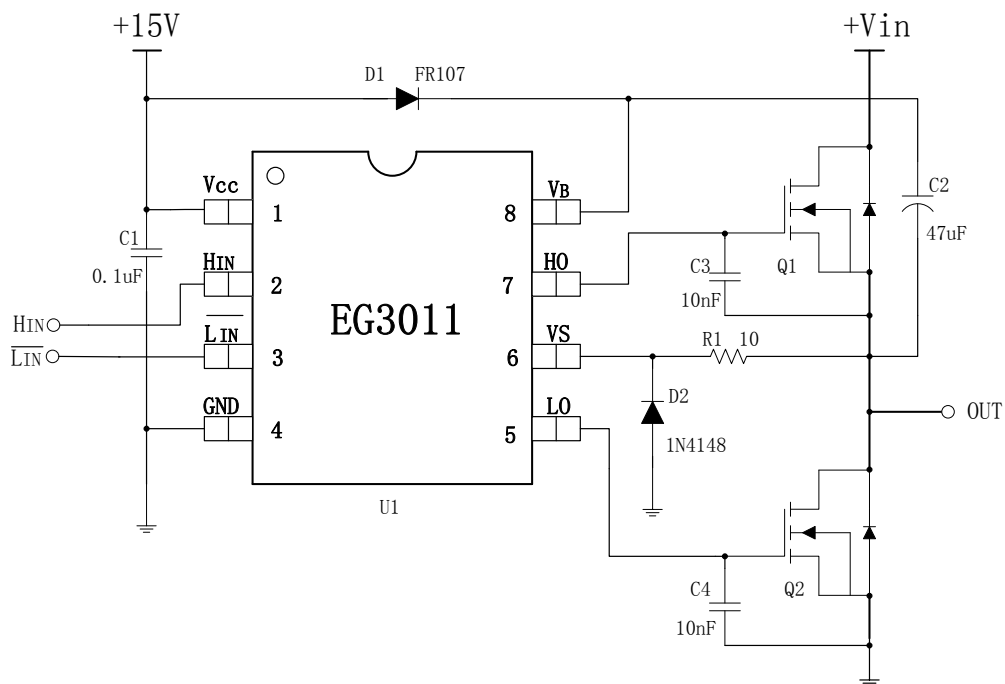 +15V
+Vin
D1 FR107
Vcc
1
VB
8
C2
47uF
C1
0.1uF
HIN
2
HO
7
C3
10nF
Q1
EG3011
HIN
LIN
LIN
3
VS
6
R1 10
GND
4
LO
5
D2
1N4148
OUT
U1
C4
10nF
Q2